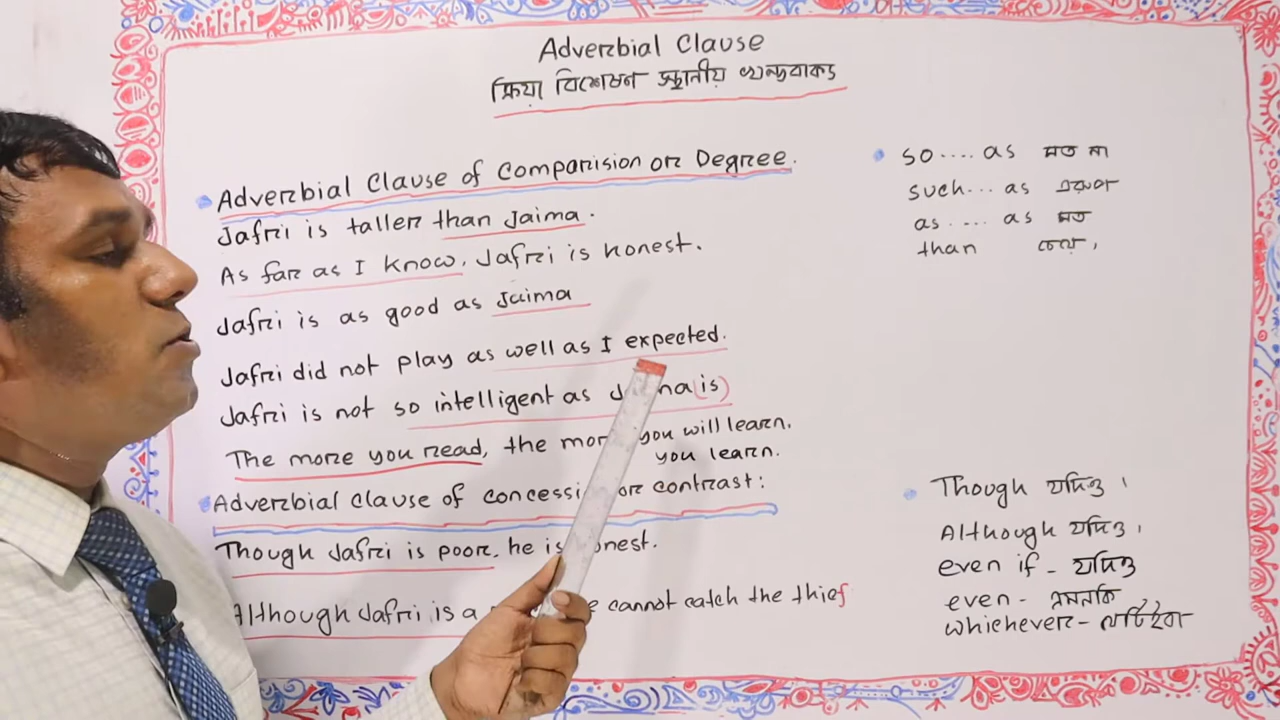 Adverbial Clause
ক্রিয়া বিশেষণ স্থানীয় খন্ডবাক্য
Adverbial Clause of Comparision or Degree.
Jafri is taller than Jaima.
As far as I know, Jafri is honest.
Jafri is as good as Jaima
Jafri did not play as well as I expected.
Jafri is not so intelligent as (is)
The more you read, the you will learn.
you learn.
Adverbial Clause of or contrast:
Though Jafri is poor, he
Although Jafri is a cannot catch the thief
so.... as মত না
such... as এরূপ
as .... as মত
than চেয়ে,
Though যদিও।
Although যদিও।
even if - যদিও
even - এমনকি
whichever -